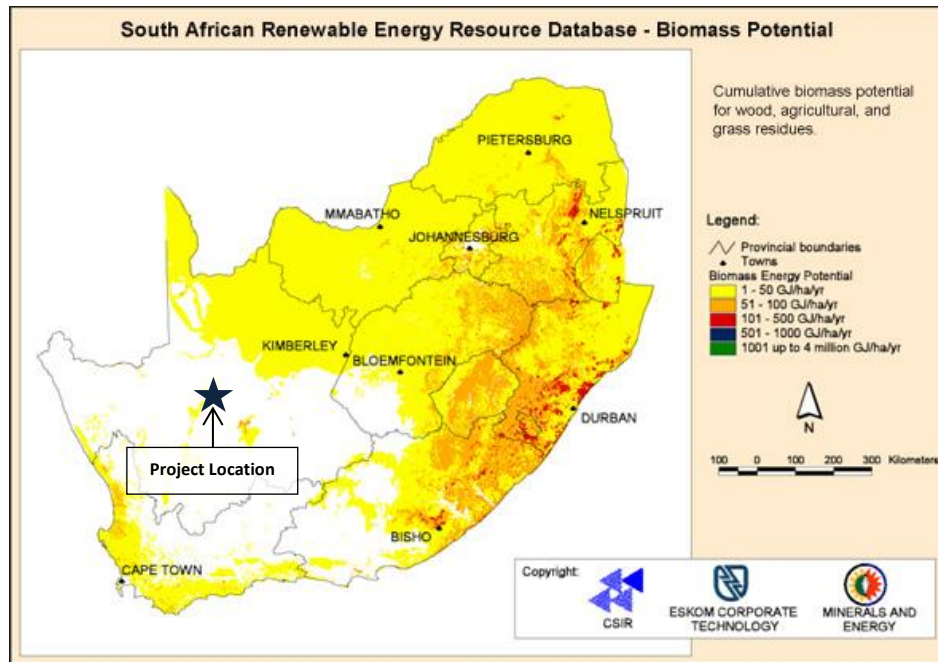 South African Renewable Energy Resource Database - Biomass Potential
Cumulative biomass potential
for wood, agricultural, and
grass residues.
PIETERSBURG
MMABATHO
NELSPRUIT
JOHANNESBURG
KIMBERLEY
BLOEMFONTEIN
DURBAN
Project Location
BISHO
CAPE TOWN
Legend:
Provincial boundaries
Towns
Biomass Energy Potential
1 - 50 GJ/ha/yr
51 - 100 GJ/ha/yr
101 - 500 GJ/ha/yr
501 - 1000 GJ/ha/yr
1001 up to 4 million GJ/ha/yr
N
100 0 100 200 300 Kilometers
Copyright:
CSIR
ESKOM CORPORATE
TECHNOLOGY
MINERALS AND
ENERGY